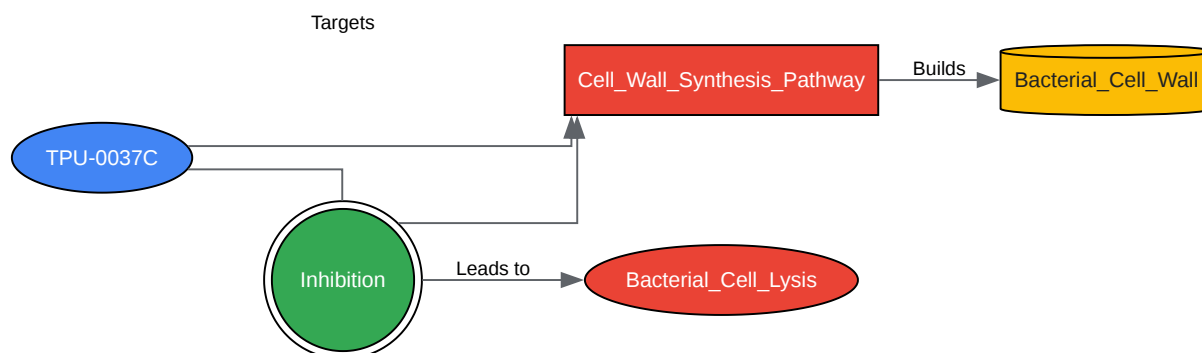 Targets
Cell_Wall_Synthesis_Pathway
Builds
Bacterial_Cell_Wall
TPU-0037C
Inhibition
Leads to
Bacterial_Cell_Lysis